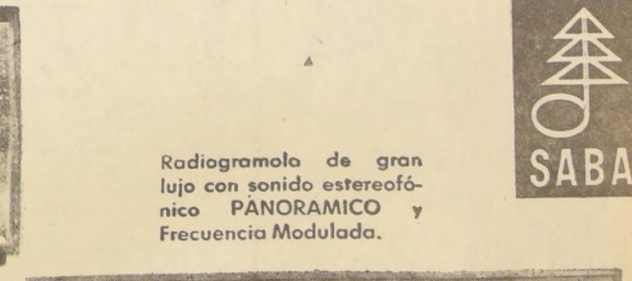 Radiogramola de gran
lujo con sonido estereofó-
nico PANORAMICO y
Frecuencia Modulada.
SABA